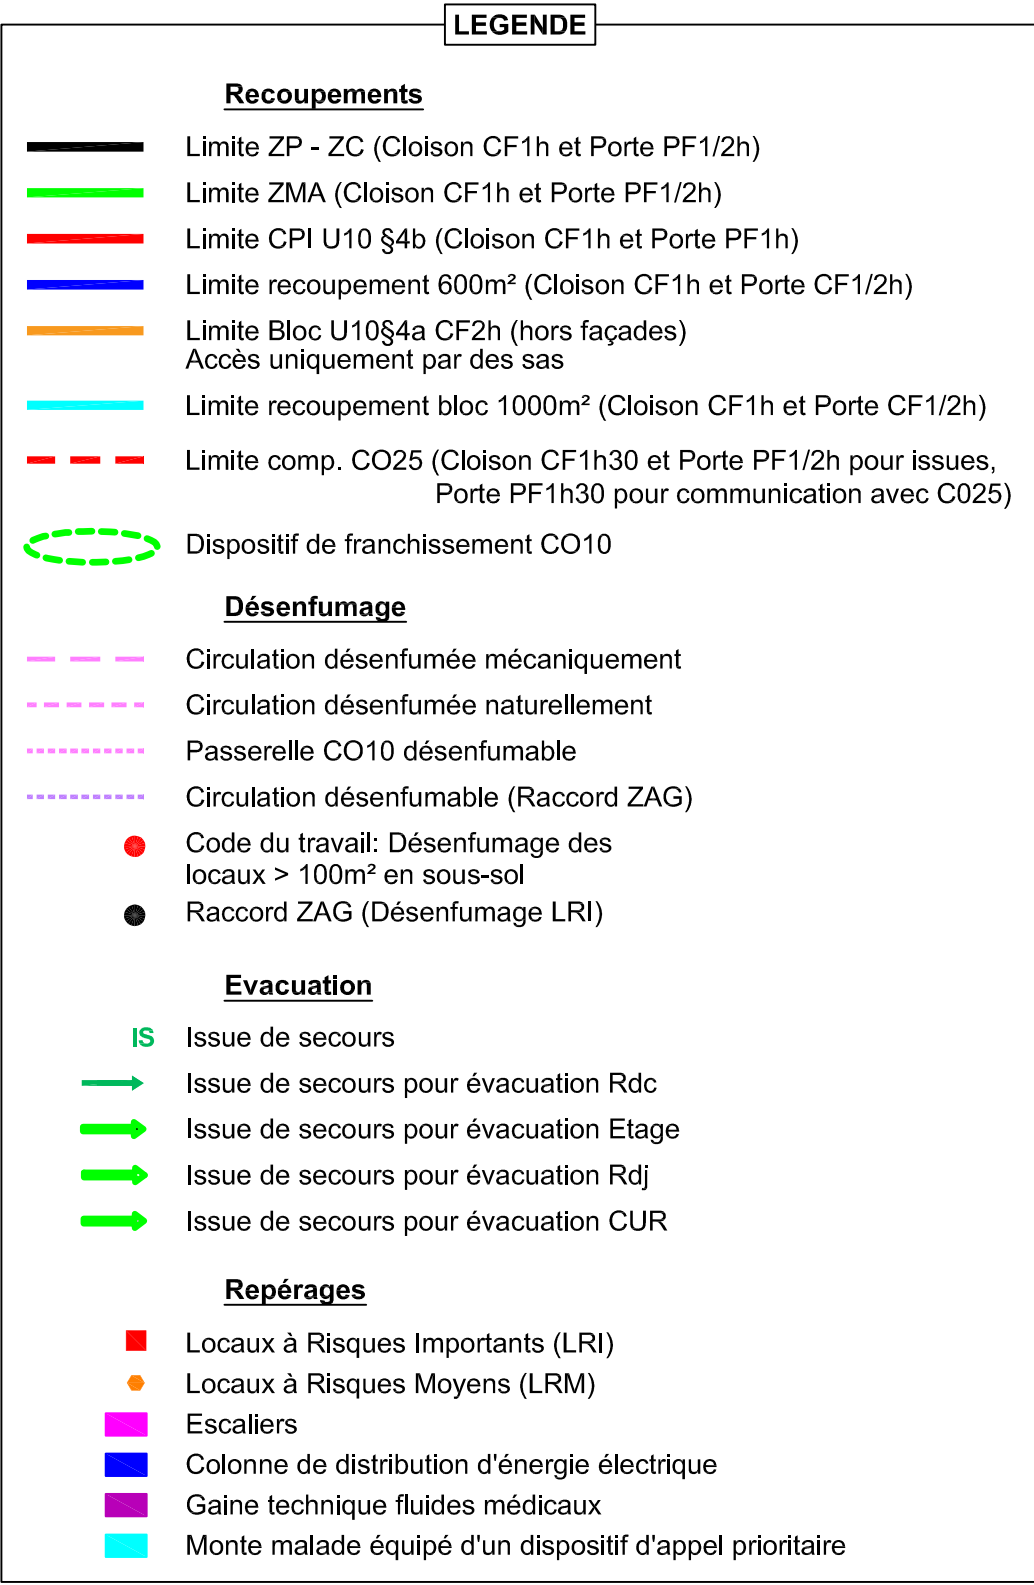 LEGENDE
Recoupements
Limite ZP - ZC (Cloison CF1h et Porte PF1/2h)
Limite ZMA (Cloison CF1h et Porte PF1/2h)
Limite CPI U10 §4b (Cloison CF1h et Porte PF1h)
Limite recoupement 600m² (Cloison CF1h et Porte CF1/2h)
Limite Bloc U10§4a CF2h (hors façades)
Accès uniquement par des sas
Limite recoupement bloc 1000m² (Cloison CF1h et Porte CF1/2h)
Limite comp. CO25 (Cloison CF1h30 et Porte PF1/2h pour issues,
Porte PF1h30 pour communication avec C025)
Dispositif de franchissement CO10
Désenfumage
Circulation désenfumée mécaniquement
Circulation désenfumée naturellement
Passerelle CO10 désenfumable
Circulation désenfumable (Raccord ZAG)
Code du travail: Désenfumage des
locaux > 100m² en sous-sol
Raccord ZAG (Désenfumage LRI)
Evacuation
IS Issue de secours
Issue de secours pour évacuation Rdc
Issue de secours pour évacuation Etage
Issue de secours pour évacuation Rdj
Issue de secours pour évacuation CUR
Repérages
Locaux à Risques Importants (LRI)
Locaux à Risques Moyens (LRM)
Escaliers
Colonne de distribution d'énergie électrique
Gaine technique fluides médicaux
Monte malade équipé d'un dispositif d'appel prioritaire